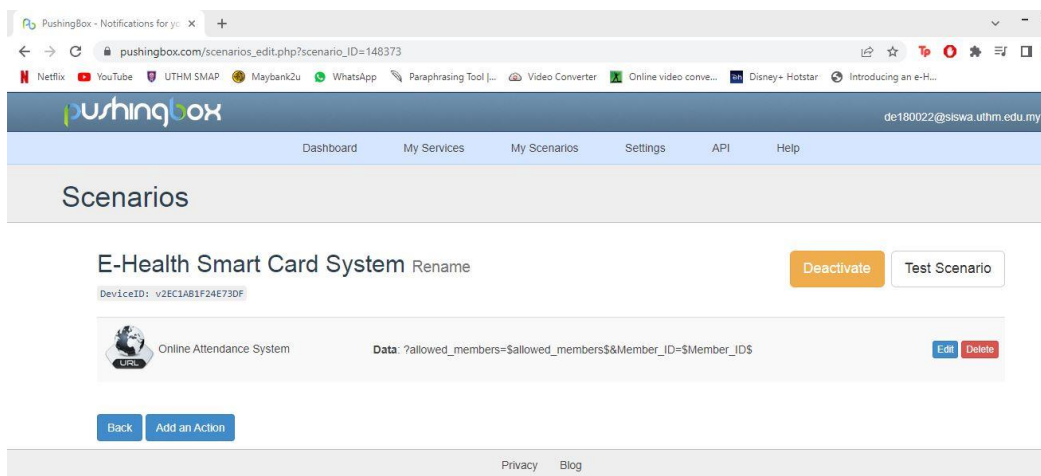 PushingBox - Notifications for yo
pushingbox.com/scenarios_edit.php?scenario_ID=148373
Netflix YouTube UTHM SMAP Maybank2u WhatsApp Paraphrasing Tool |... Video Converter Online video conve... Disney+ Hotstar Introducing an e-H...
pushingbox
de180022@siswa.uthm.edu.my
Dashboard My Services My Scenarios Settings API Help
Scenarios
E-Health Smart Card System Rename
Deactivate Test Scenario
DeviceID: v2EC1AB1F24E73DF
URL
Online Attendance System Data: ?allowed_members=$allowed_members$&Member_ID=$Member_ID$ Edit Delete
Back Add an Action
Privacy Blog